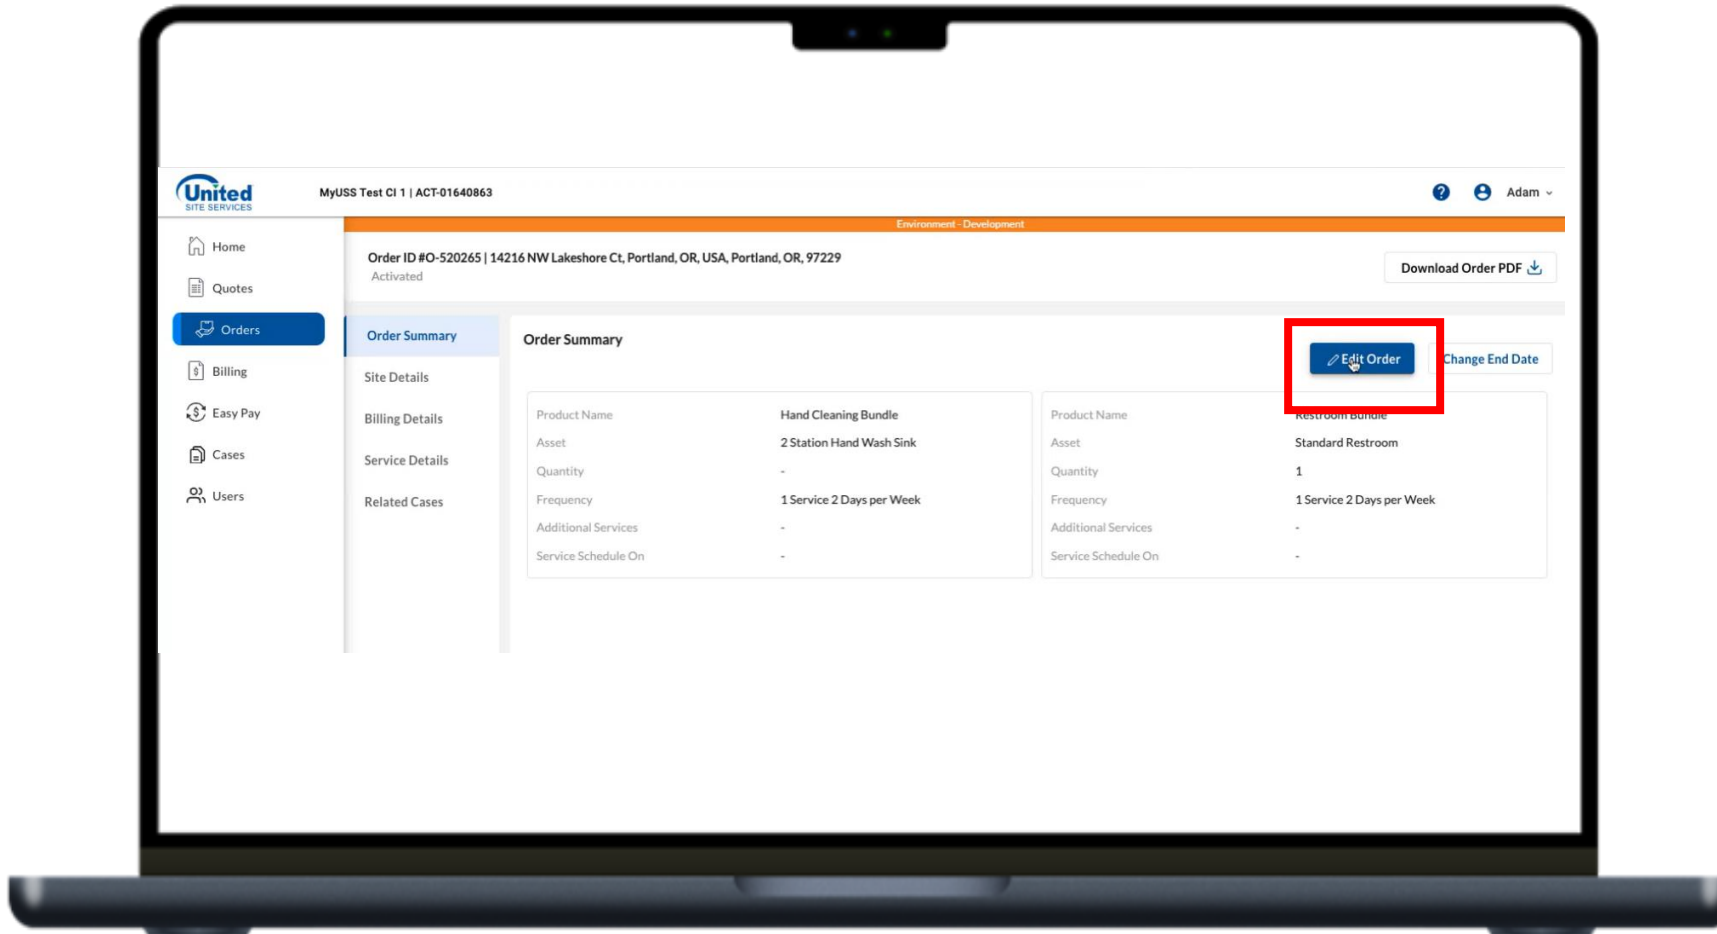 United
SITE SERVICES
MyUSS Test CI 1 | ACT-01640863
Adam
Environment - Development
Home
Quotes
Orders
Billing
Easy Pay
Cases
Users
Order ID #O-520265 | 14216 NW Lakeshore Ct, Portland, OR, USA, Portland, OR, 97229
Activated
Download Order PDF
Order Summary
Site Details
Billing Details
Service Details
Related Cases
Order Summary
Edit Order
Change End Date
Product Name Hand Cleaning Bundle
Asset 2 Station Hand Wash Sink
Quantity -
Frequency 1 Service 2 Days per Week
Additional Services -
Service Schedule On -
Product Name Restroom Bundle
Asset Standard Restroom
Quantity 1
Frequency 1 Service 2 Days per Week
Additional Services -
Service Schedule On -